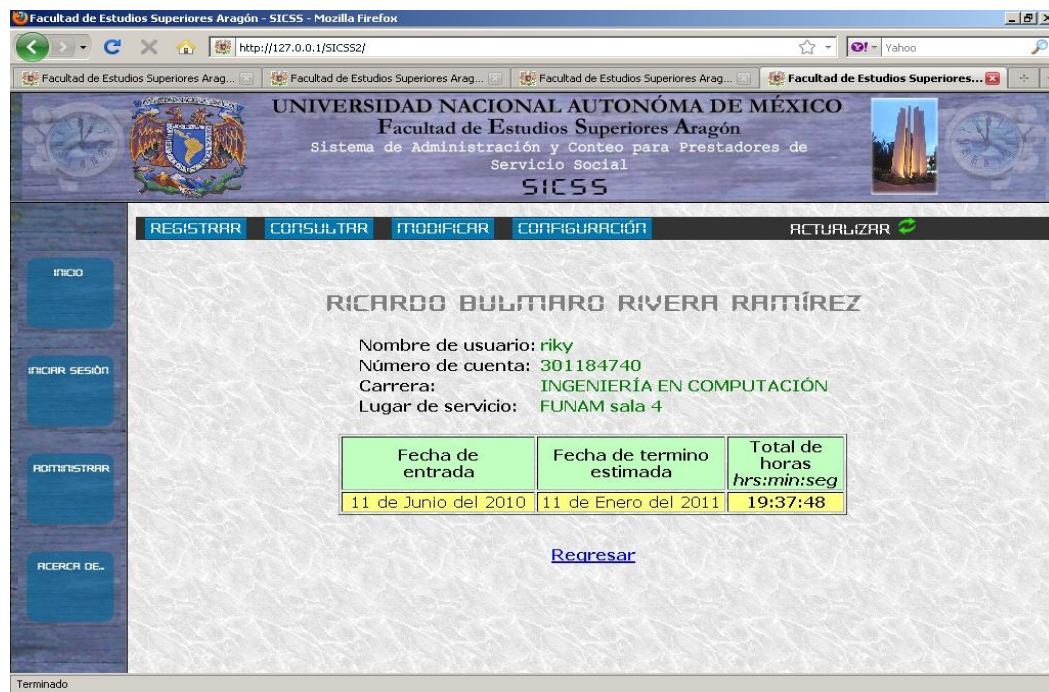 Facultad de Estudios Superiores Aragón - SICSS - Mozilla Firefox
http://127.0.0.1/SICSS2/
Yahoo
Facultad de Estudios Superiores Arag...
Facultad de Estudios Superiores Arag...
Facultad de Estudios Superiores Arag...
Facultad de Estudios Superiores...
UNIVERSIDAD NACIONAL AUTONÓMA DE MÉXICO
Facultad de Estudios Superiores Aragón
Sistema de Administración y Conteo para Prestadores de
Servicio Social
SICSS
REGISTRAR CONSULTAR MODIFICAR CONFIGURACIÓN ACTUALIZAR
INICIO
INICIAR SESIÓN
ADMINISTRAR
ACERCA DE..
RICARDO BULMARO RIVERA RAMÍREZ
Nombre de usuario: riky
Número de cuenta: 301184740
Carrera: INGENIERÍA EN COMPUTACIÓN
Lugar de servicio: FUNAM sala 4
Fecha de
entrada
Fecha de termino
estimada
Total de
horas
hrs:min:seg
11 de Junio del 2010 11 de Enero del 2011 19:37:48
Regresar
Terminado